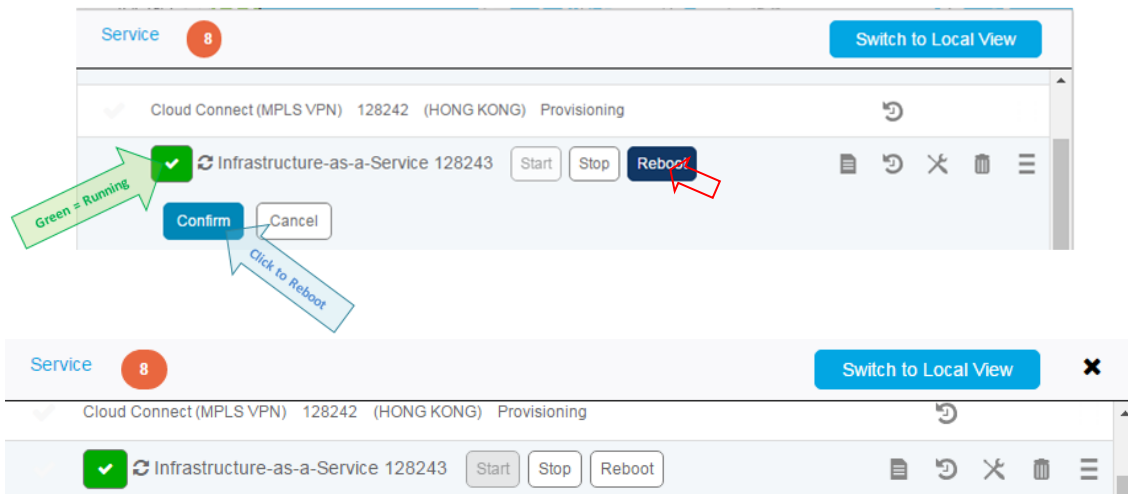 Service 8 Switch to Local View
Cloud Connect (MPLS VPN) 128242 (HONG KONG) Provisioning
Infrastructure-as-a-Service 128243 Start Stop Reboot
Green = Running
Confirm Cancel
Click to Reboot
Service 8 Switch to Local View
Cloud Connect (MPLS VPN) 128242 (HONG KONG) Provisioning
Infrastructure-as-a-Service 128243 Start Stop Reboot